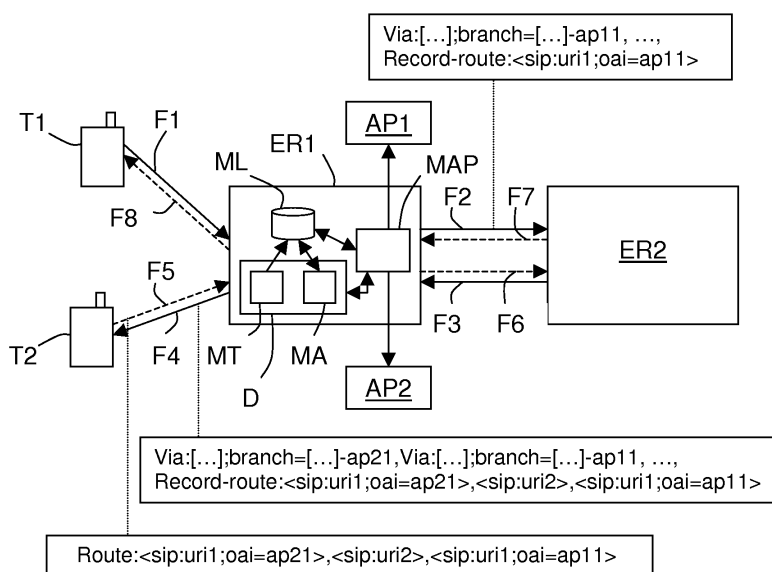 Via:[…];branch=[…]-ap11, …,
Record-route:<sip:uri1;oai=ap11>
T1
F1
ER1
AP1
ML
MAP
F8
F2
F7
ER2
F5
T2
F4
MT
MA
F3
F6
D
AP2
Via:[…];branch=[…]-ap21,Via:[…];branch=[…]-ap11, …,
Record-route:<sip:uri1;oai=ap21>,<sip:uri2>,<sip:uri1;oai=ap11>
Route:<sip:uri1;oai=ap21>,<sip:uri2>,<sip:uri1;oai=ap11>